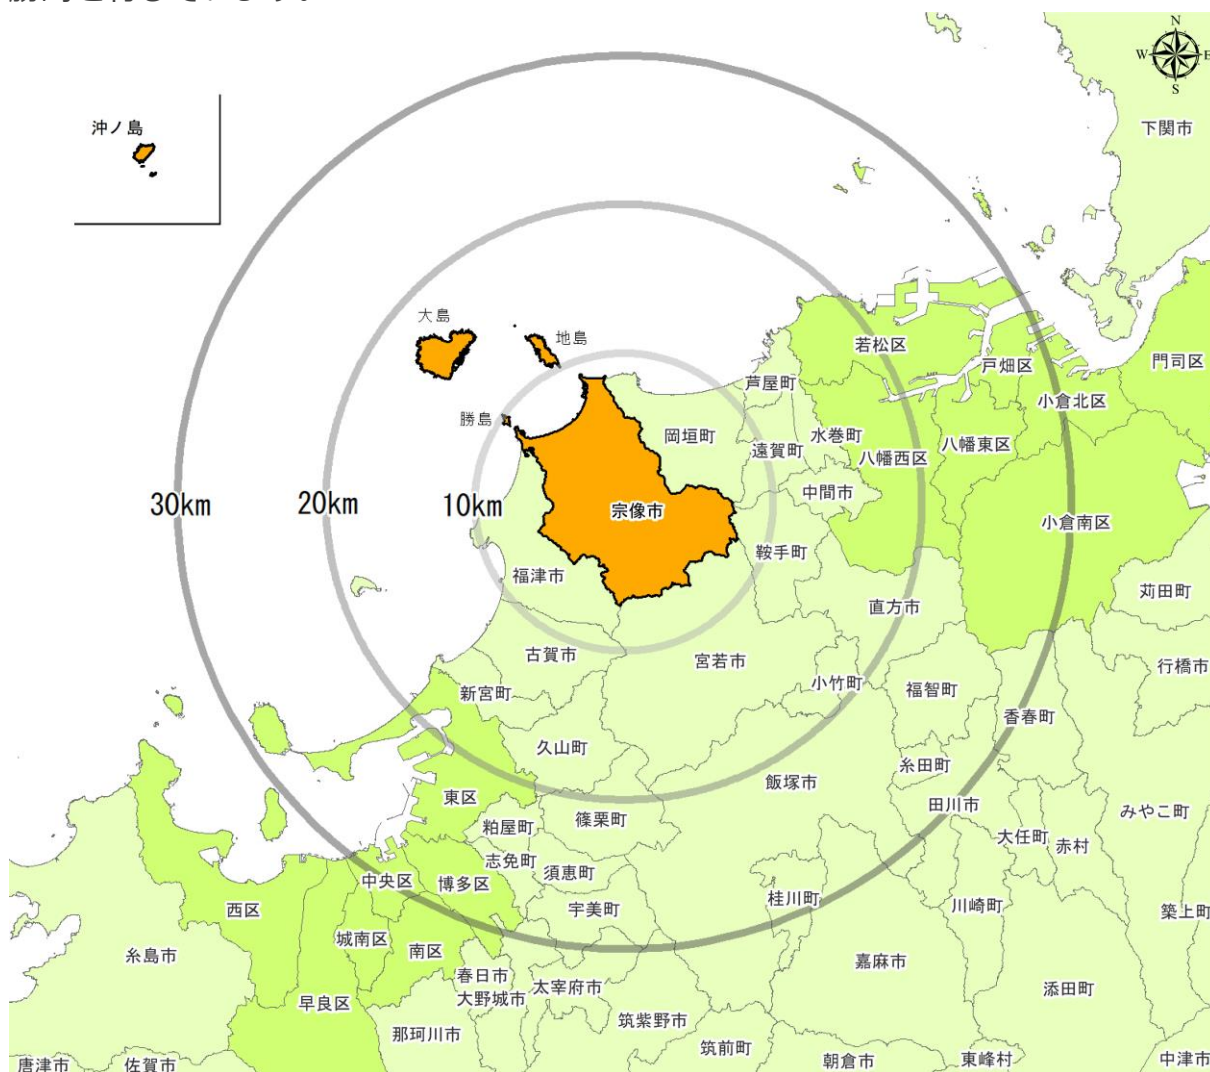 勝島を有しています。
N
W
E
S
下関市
沖ノ島
大島
地島
若松区
戸畑区
門司区
芦屋町
小倉北区
勝島
岡垣町
水巻町
遠賀町
八幡西区
八幡東区
中間市
30km
20km
10km
宗像市
小倉南区
鞍手町
福津市
苅田町
直方市
古賀市
宮若市
行橋市
新宮町
小竹町
福智町
香春町
久山町
糸田町
飯塚市
東区
田川市
みやこ町
粕屋町
篠栗町
大任町
赤村
志免町
須恵町
中央区
博多区
桂川町
川崎町
西区
宇美町
築上町
城南区
南区
糸島市
嘉麻市
春日市
太宰府市
添田町
大野城市
早良区
那珂川市
筑紫野市
筑前町
唐津市
佐賀市
朝倉市
東峰村
中津市